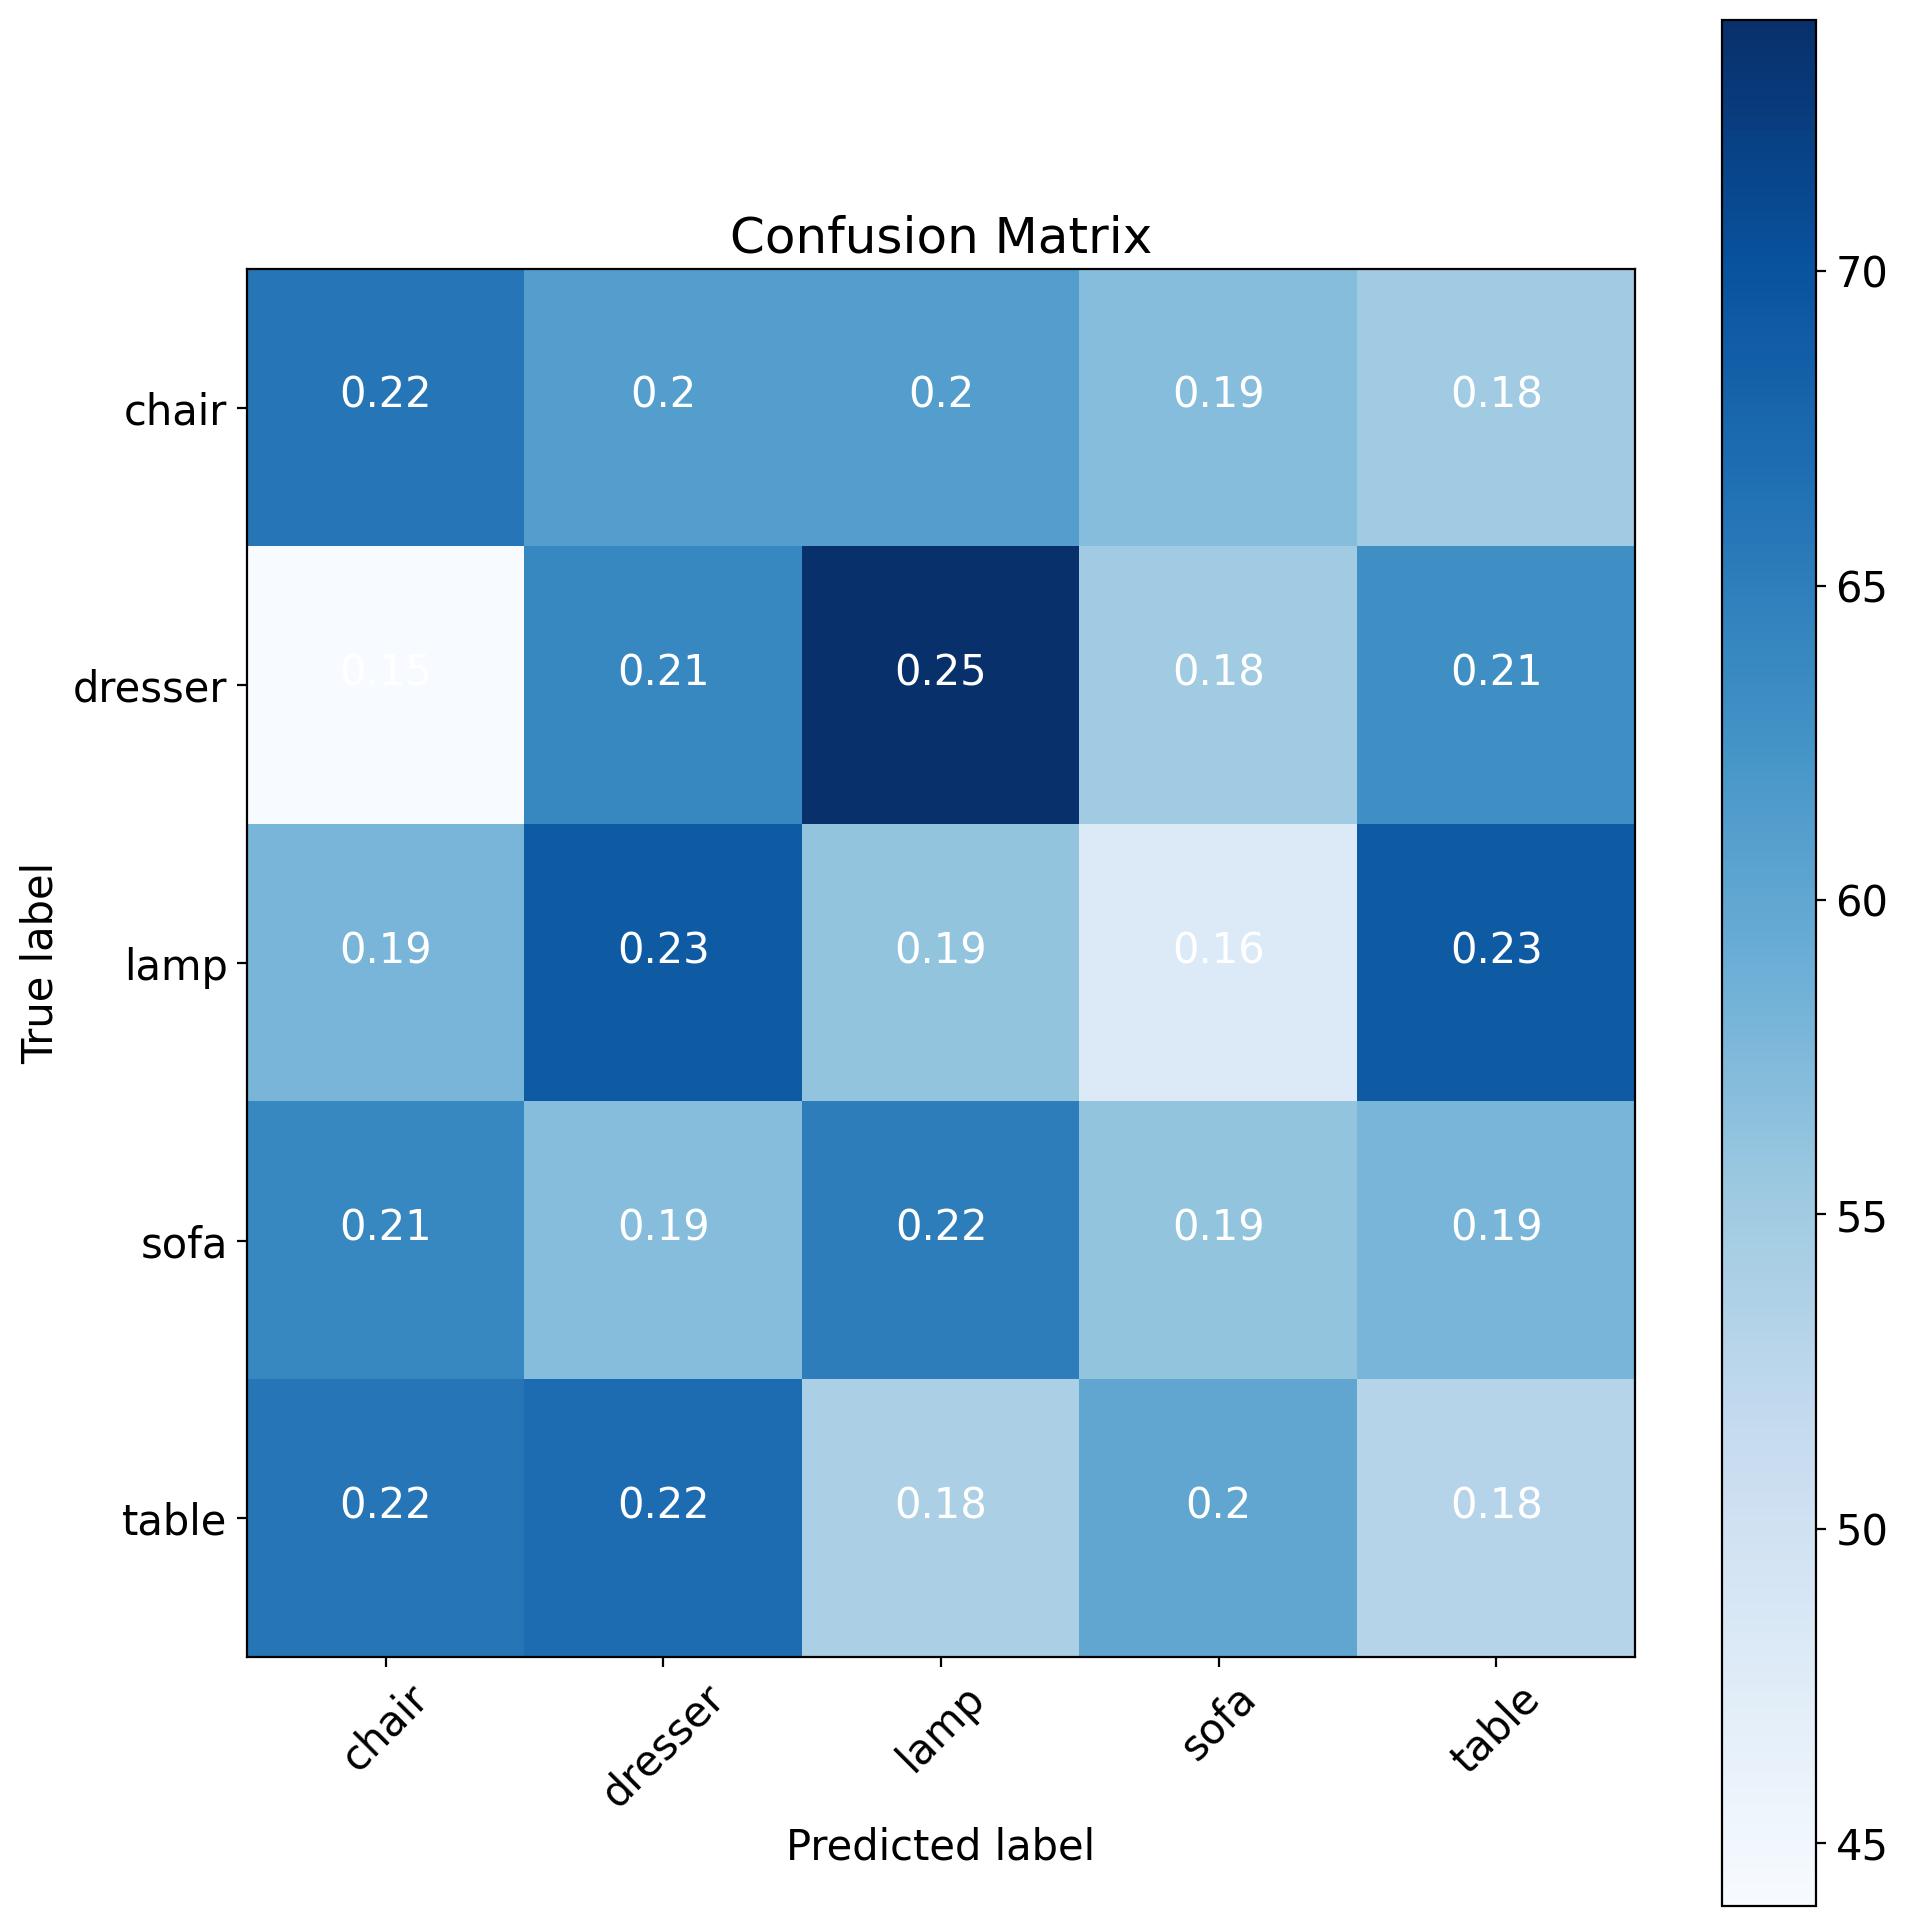 Confusion Matrix
chair 0.22 0.2 0.2 0.19 0.18
dresser 0.15 0.21 0.25 0.18 0.21
lamp 0.19 0.23 0.19 0.16 0.23
sofa 0.21 0.19 0.22 0.19 0.19
table 0.22 0.22 0.18 0.2 0.18
True label
chair dresser lamp sofa table
Predicted label
70
65
60
55
50
45